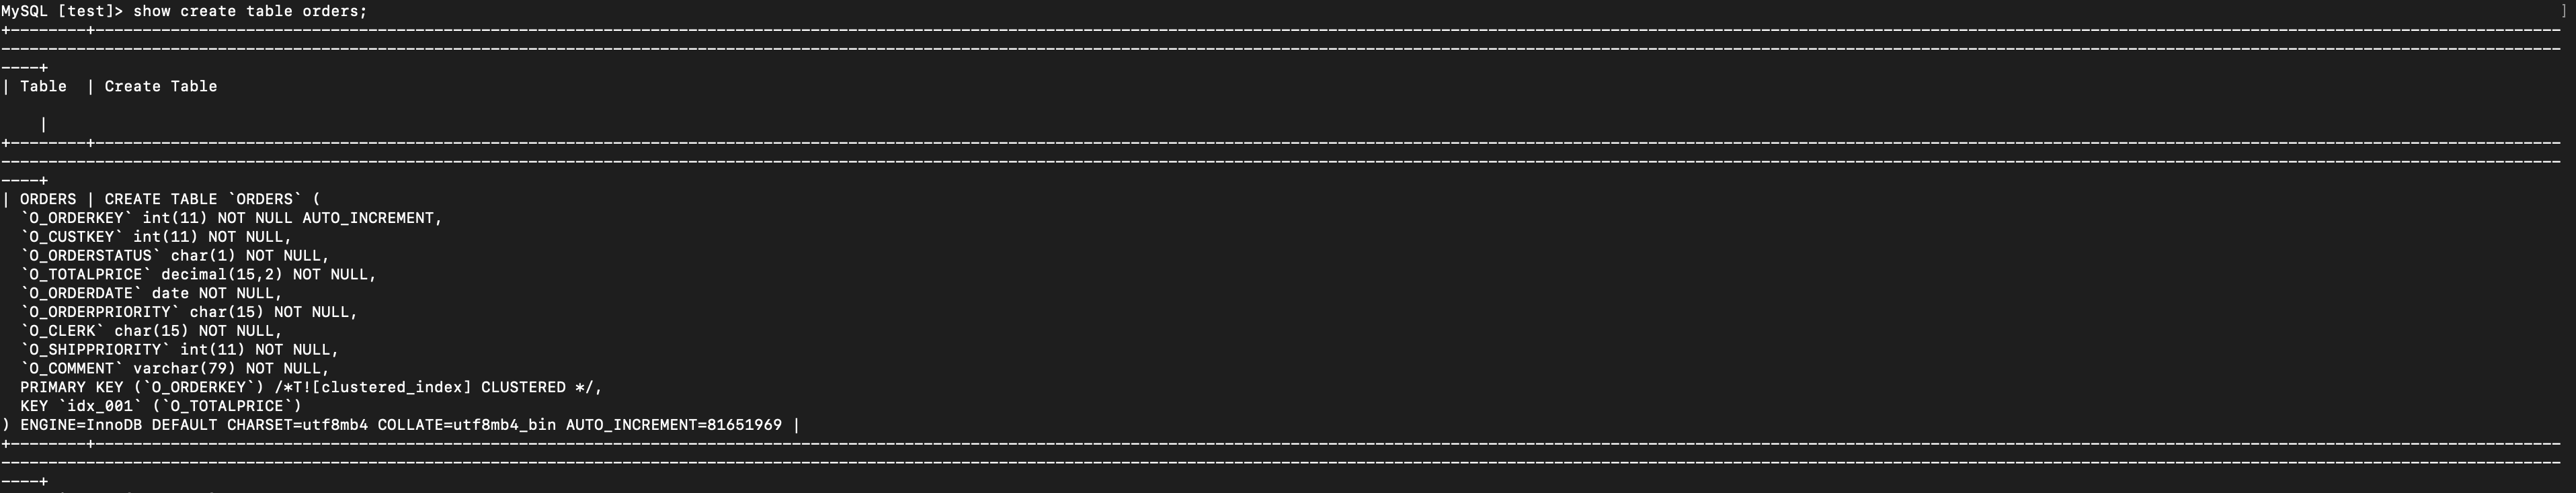 MySQL [test]> show create table orders; ]
+--------+----------------------------------------------------------------
----------------------------------------------------------------
----+
| Table  | Create Table
    |
+--------+----------------------------------------------------------------
----------------------------------------------------------------
----+
| ORDERS | CREATE TABLE `ORDERS` (
  `O_ORDERKEY` int(11) NOT NULL AUTO_INCREMENT,
  `O_CUSTKEY` int(11) NOT NULL,
  `O_ORDERSTATUS` char(1) NOT NULL,
  `O_TOTALPRICE` decimal(15,2) NOT NULL,
  `O_ORDERDATE` date NOT NULL,
  `O_ORDERPRIORITY` char(15) NOT NULL,
  `O_CLERK` char(15) NOT NULL,
  `O_SHIPPRIORITY` int(11) NOT NULL,
  `O_COMMENT` varchar(79) NOT NULL,
  PRIMARY KEY (`O_ORDERKEY`) /*T![clustered_index] CLUSTERED */,
  KEY `idx_001` (`O_TOTALPRICE`)
) ENGINE=InnoDB DEFAULT CHARSET=utf8mb4 COLLATE=utf8mb4_bin AUTO_INCREMENT=81651969 |
+--------+----------------------------------------------------------------
----------------------------------------------------------------
----+